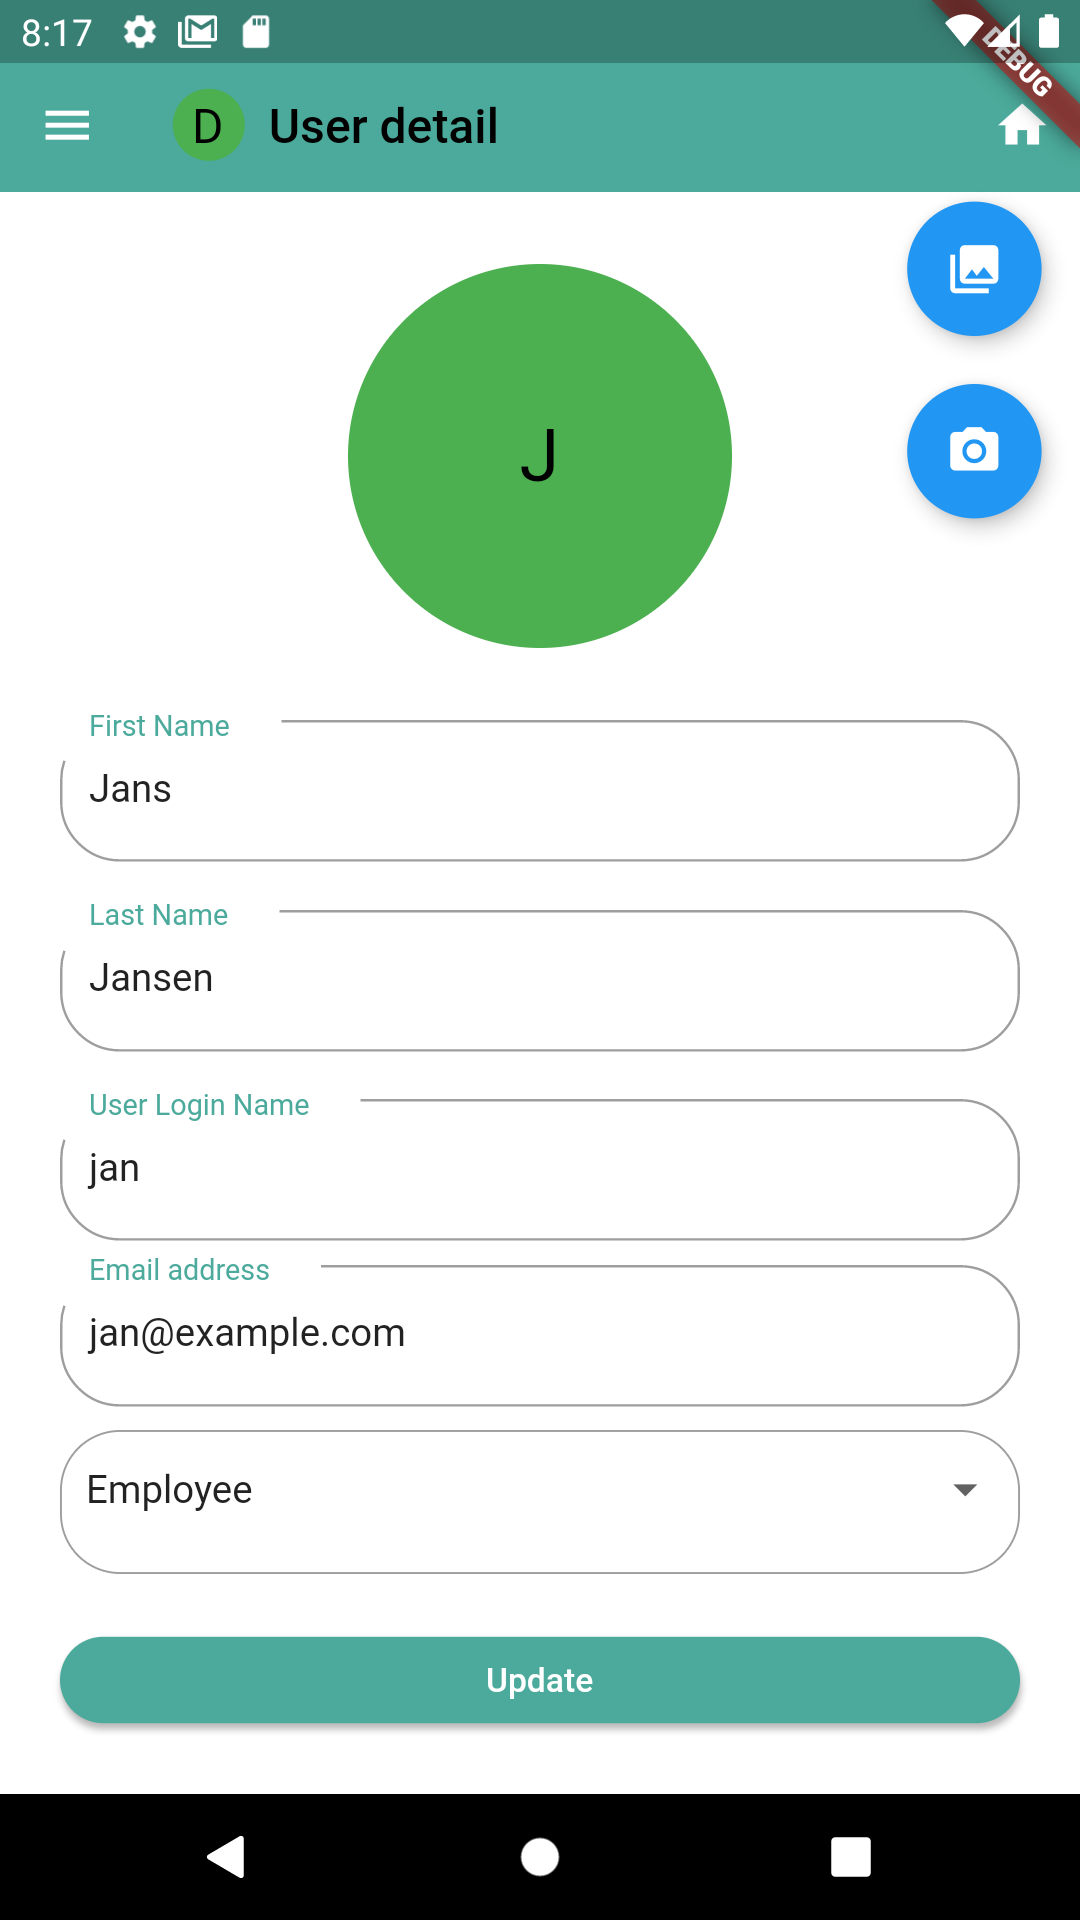 8:17
DEBUG
D User detail
J
First Name
Jans
Last Name
Jansen
User Login Name
jan
Email address
jan@example.com
Employee
Update